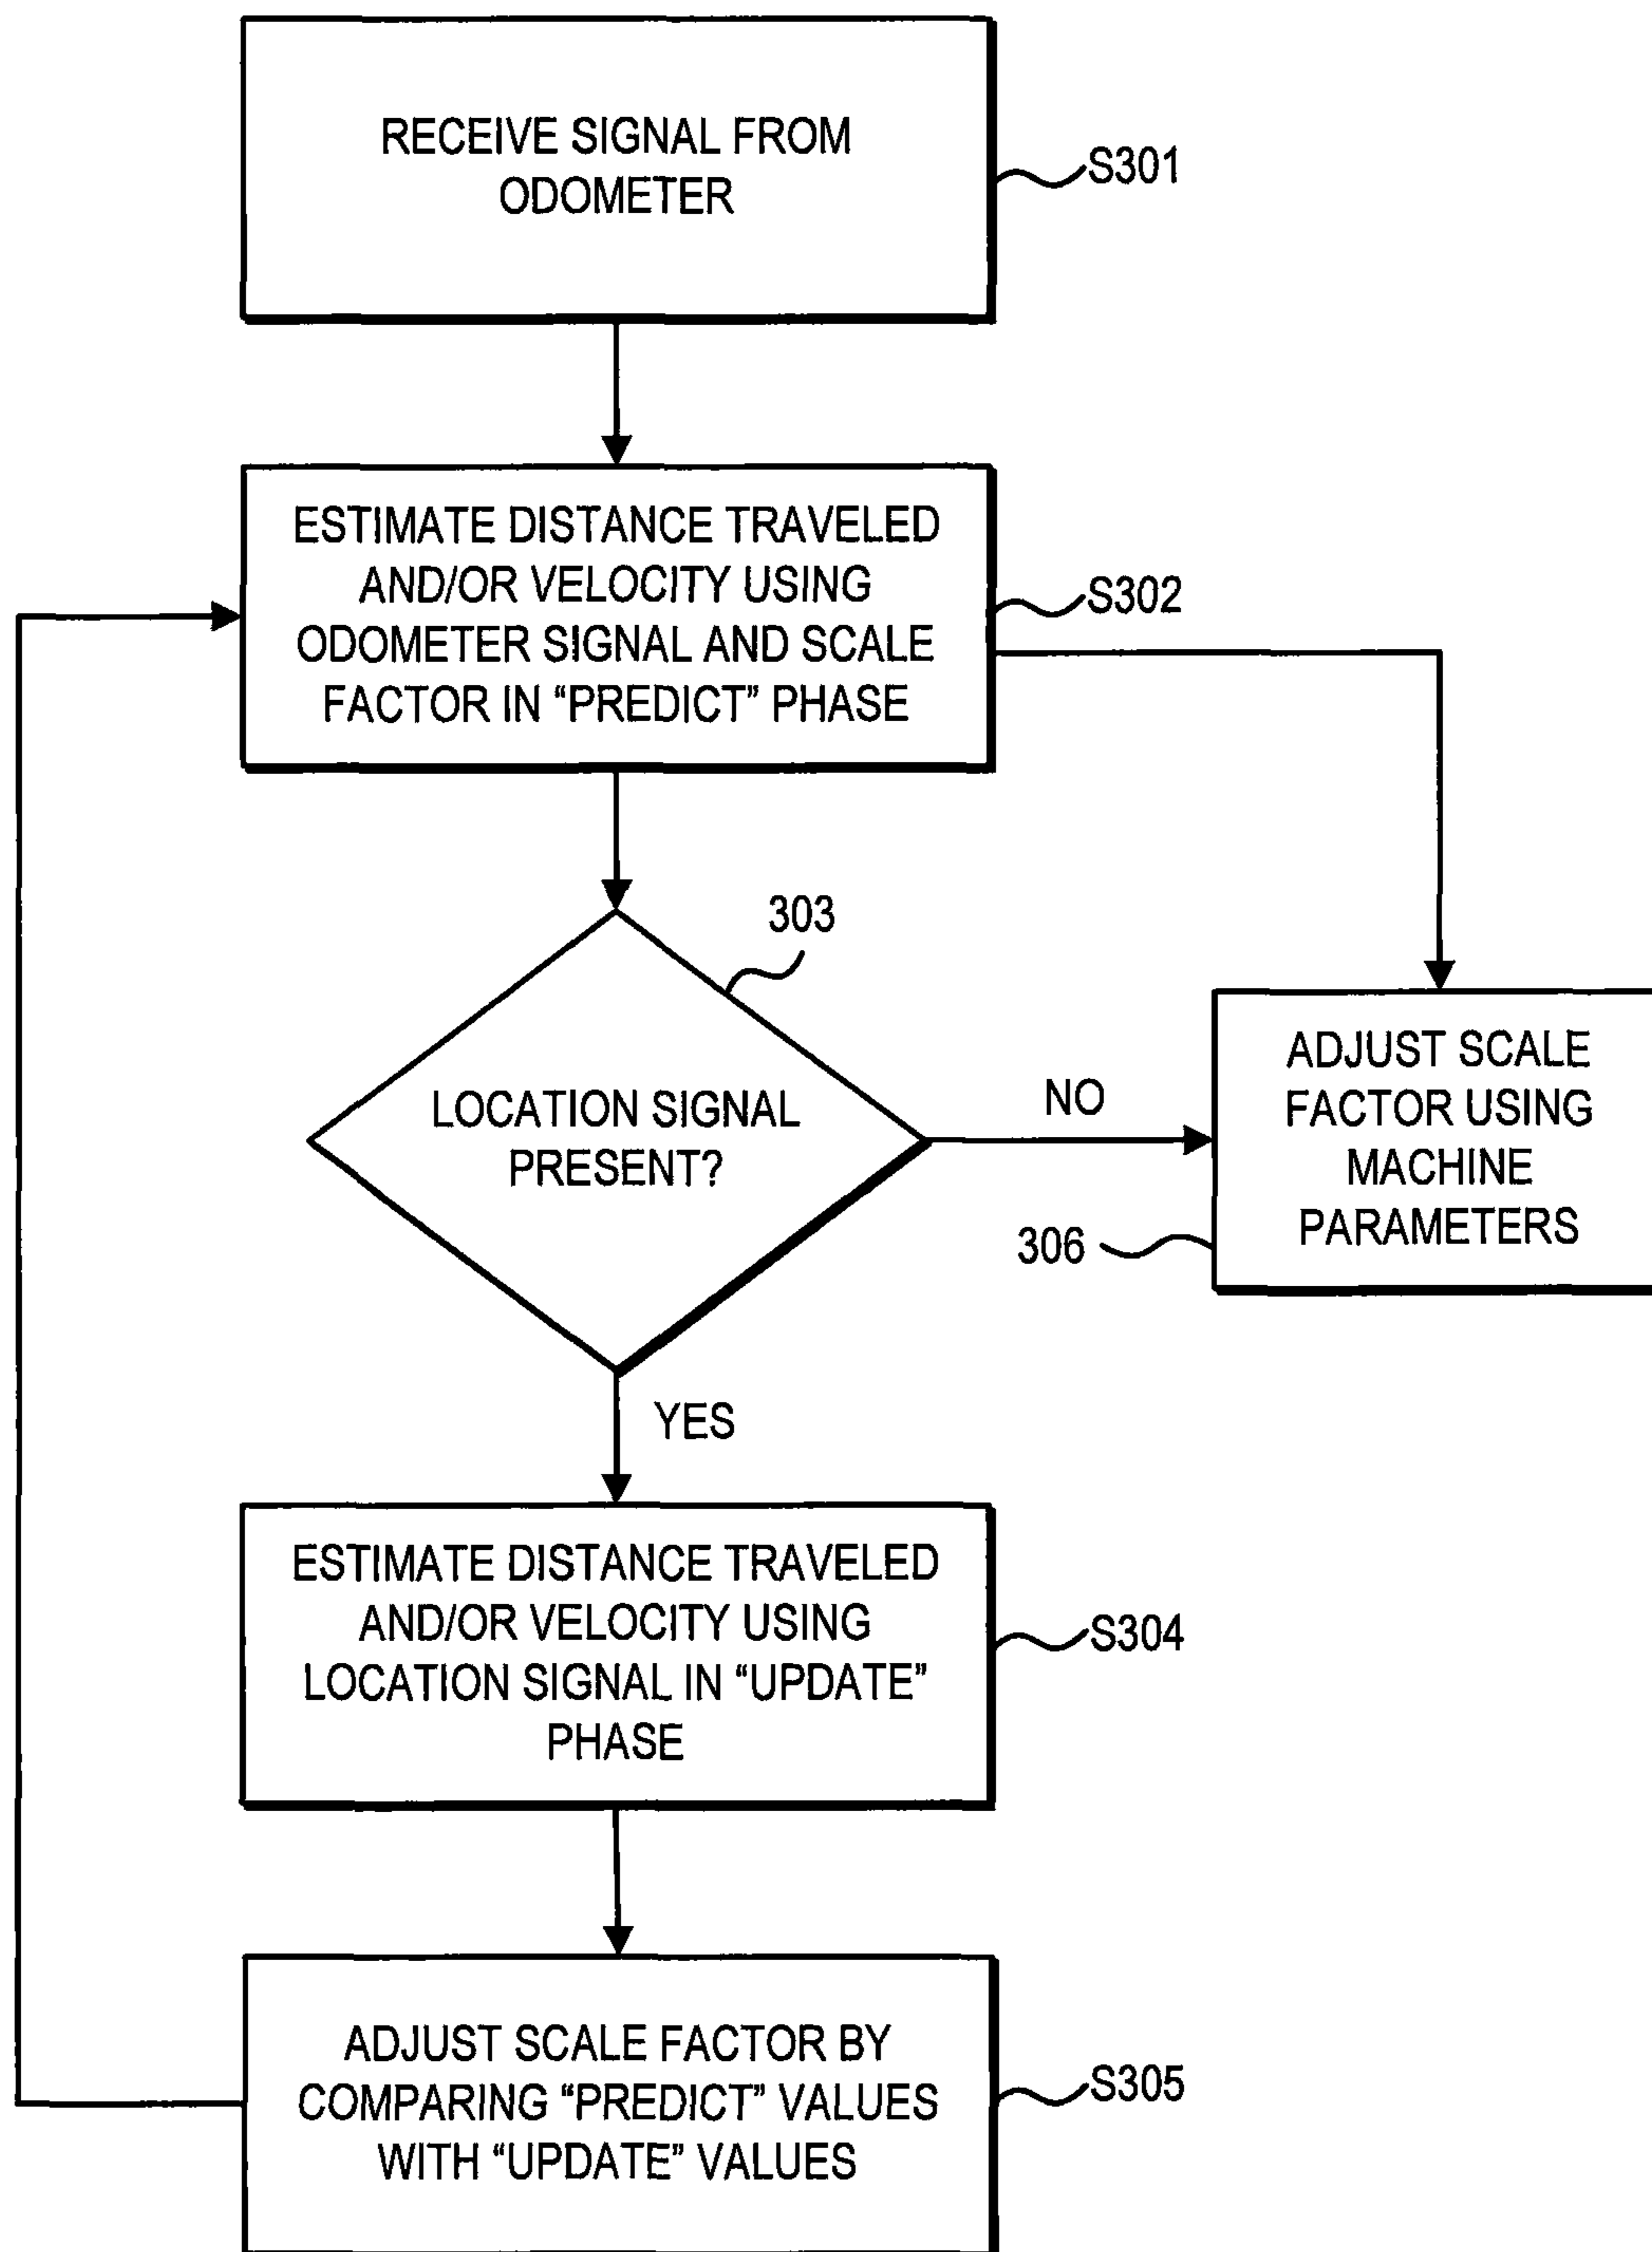 RECEIVE SIGNAL FROM
ODOMETER
S301
ESTIMATE DISTANCE TRAVELED
AND/OR VELOCITY USING
ODOMETER SIGNAL AND SCALE
FACTOR IN “PREDICT” PHASE
S302
303
LOCATION SIGNAL
PRESENT?
NO
ADJUST SCALE
FACTOR USING
MACHINE
PARAMETERS
306
YES
ESTIMATE DISTANCE TRAVELED
AND/OR VELOCITY USING
LOCATION SIGNAL IN “UPDATE”
PHASE
S304
ADJUST SCALE FACTOR BY
COMPARING “PREDICT” VALUES
WITH “UPDATE” VALUES
S305